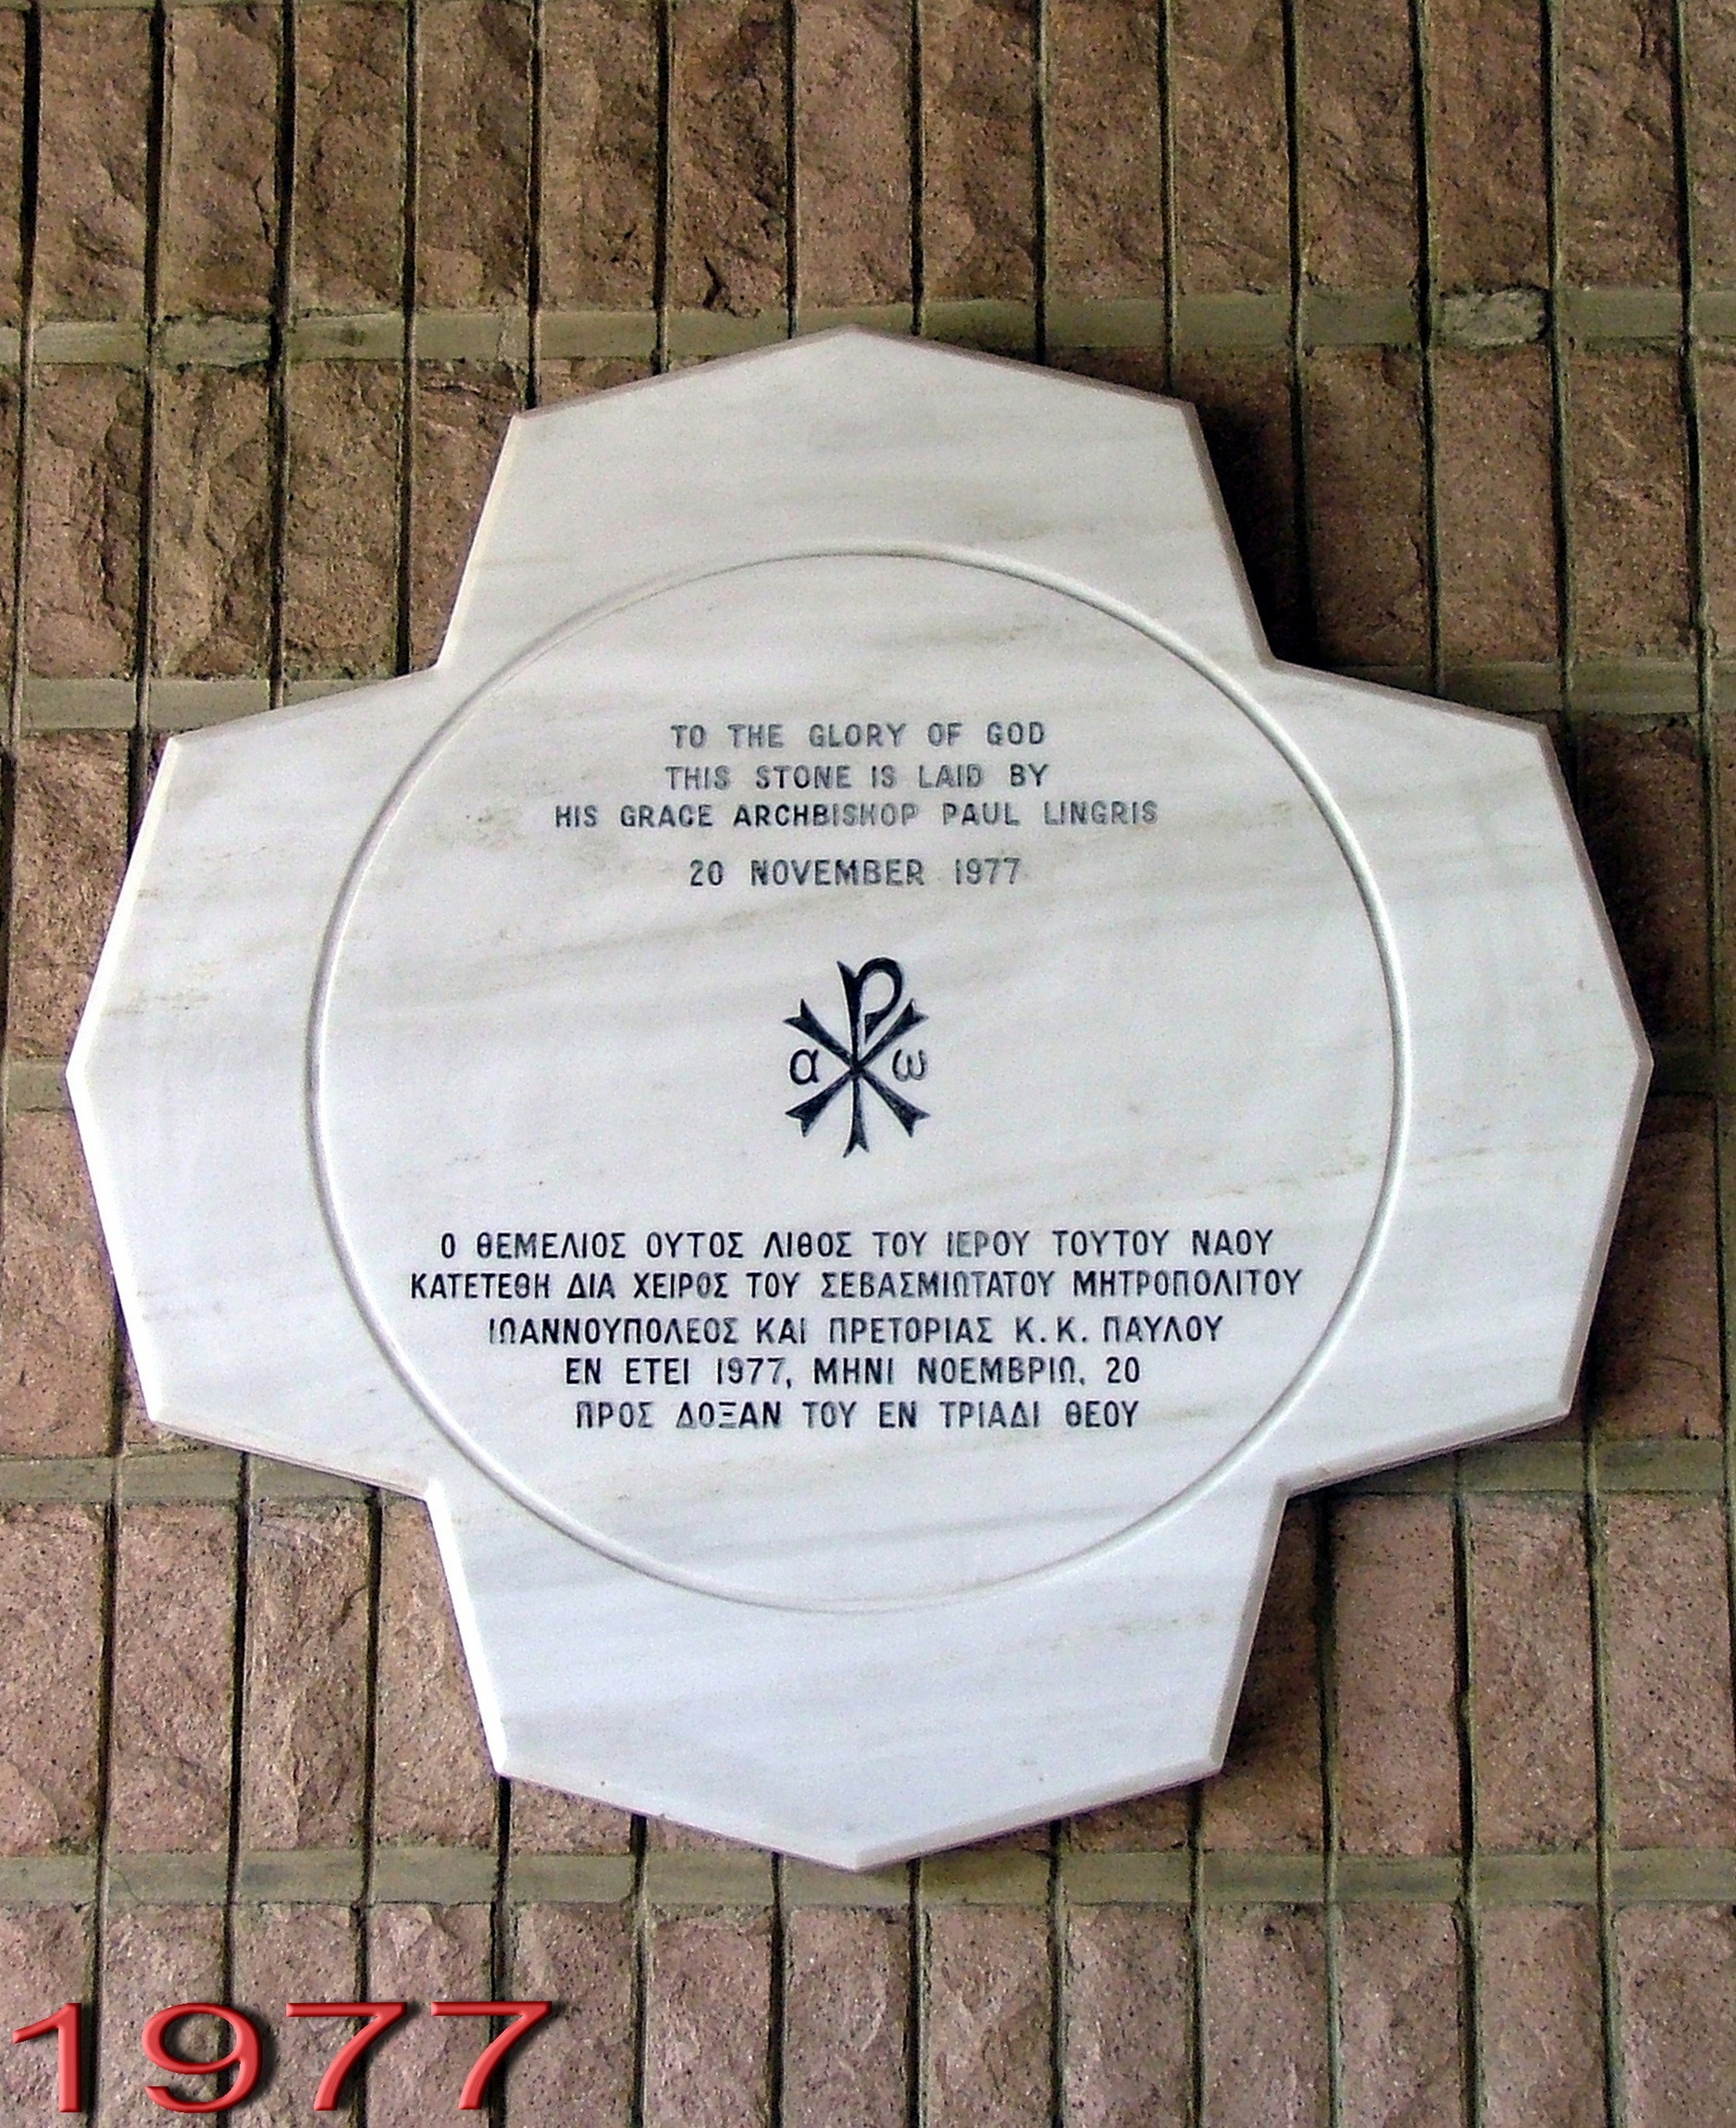 TO THE GLORY OF GOD
THIS STONE IS LAID BY
HIS GRACE ARCHBISHOP PAUL LINGRIS
20 NOVEMBER 1977
α ω
Ο ΘΕΜΕΛΙΟΣ ΟΥΤΟΣ ΛΙΘΟΣ ΤΟΥ ΙΕΡΟΥ ΤΟΥΤΟΥ ΝΑΟΥ
ΚΑΤΕΤΕΘΗ ΔΙΑ ΧΕΙΡΟΣ ΤΟΥ ΣΕΒΑΣΜΙΩΤΑΤΟΥ ΜΗΤΡΟΠΟΛΙΤΟΥ
ΙΩΑΝΝΟΥΠΟΛΕΟΣ ΚΑΙ ΠΡΕΤΟΡΙΑΣ Κ.Κ. ΠΑΥΛΟΥ
ΕΝ ΕΤΕΙ 1977, ΜΗΝΙ ΝΟΕΜΒΡΙΩ, 20
ΠΡΟΣ ΔΟΞΑΝ ΤΟΥ ΕΝ ΤΡΙΑΔΙ ΘΕΟΥ
1977